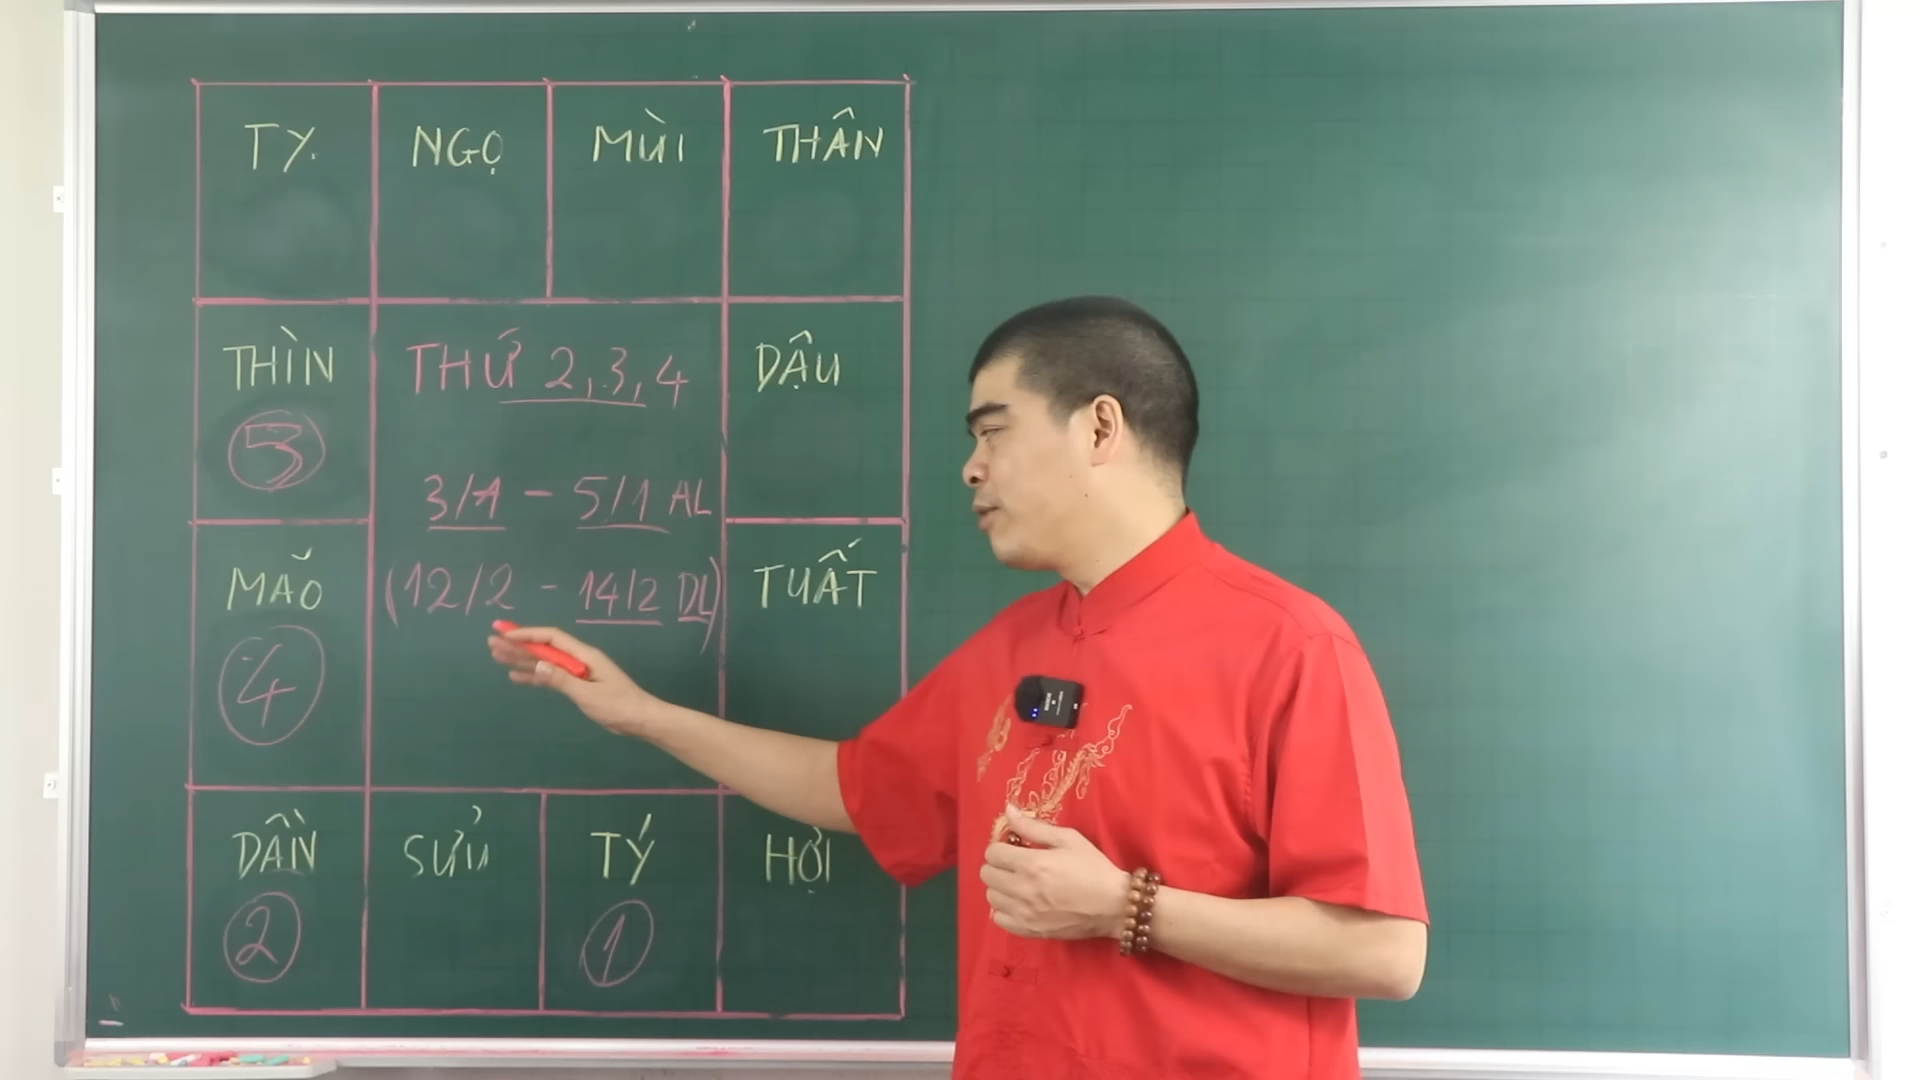 TỴ NGỌ MÙI THÂN
THÌN THỨ 2,3,4 DẬU
5
3/1 - 5/1 AL
MÃO (12/2 - 14/2 DL) TUẤT
4
DẦN SỬU TÝ HỢI
2 1